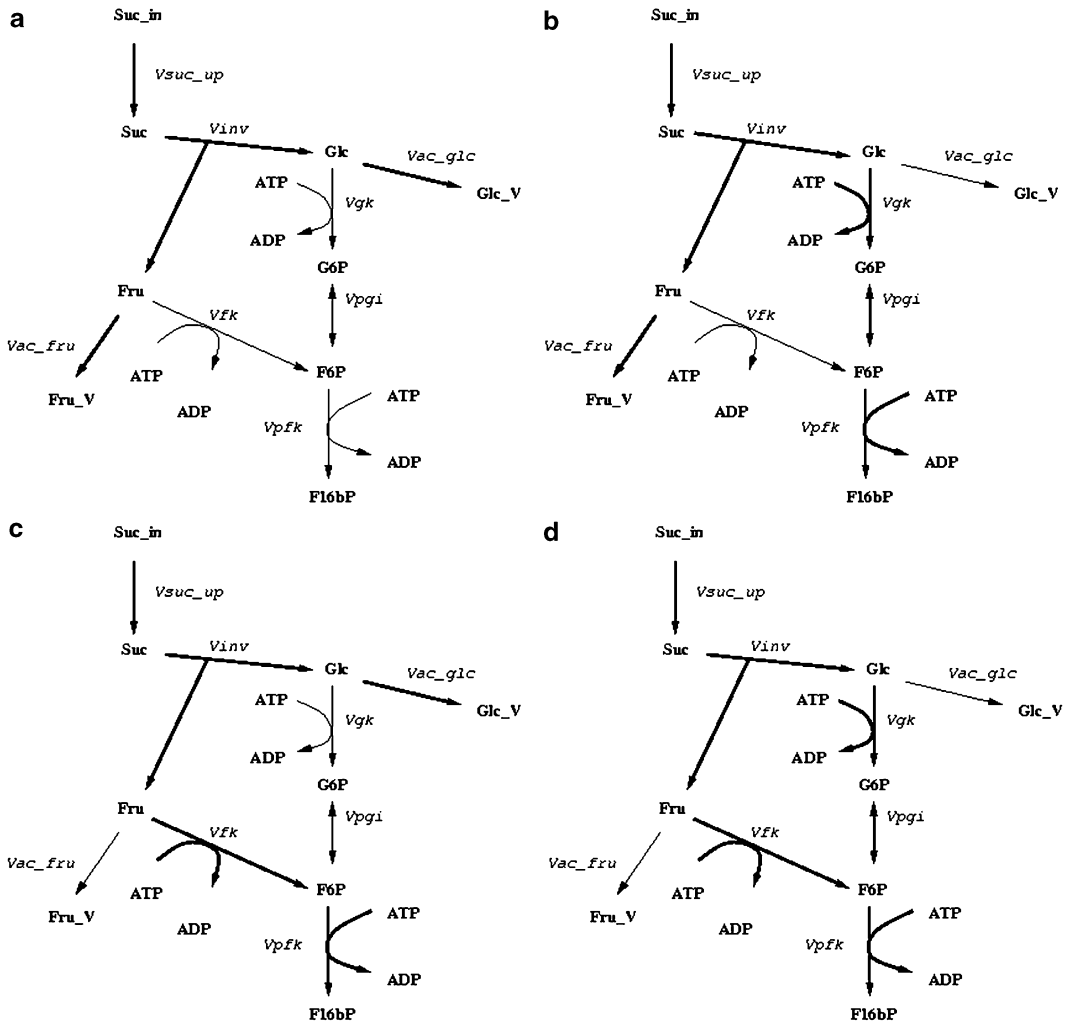 a
Suc_in
Vsuc_up
Suc
Vinv
Glc
Vac_glc
Glc_V
ATP
Vgk
ADP
G6P
Vpgi
Fru
Vfk
Vac_fru
ATP
Fru_V
ADP
F6P
ATP
Vpfk
ADP
F16bP
b
Suc_in
Vsuc_up
Suc
Vinv
Glc
Vac_glc
Glc_V
ATP
Vgk
ADP
G6P
Vpgi
Fru
Vfk
Vac_fru
ATP
Fru_V
ADP
F6P
ATP
Vpfk
ADP
F16bP
c
Suc_in
Vsuc_up
Suc
Vinv
Glc
Vac_glc
Glc_V
ATP
Vgk
ADP
G6P
Vpgi
Fru
Vfk
Vac_fru
ATP
Fru_V
ADP
F6P
ATP
Vpfk
ADP
F16bP
d
Suc_in
Vsuc_up
Suc
Vinv
Glc
Vac_glc
Glc_V
ATP
Vgk
ADP
G6P
Vpgi
Fru
Vfk
Vac_fru
ATP
Fru_V
ADP
F6P
ATP
Vpfk
ADP
F16bP